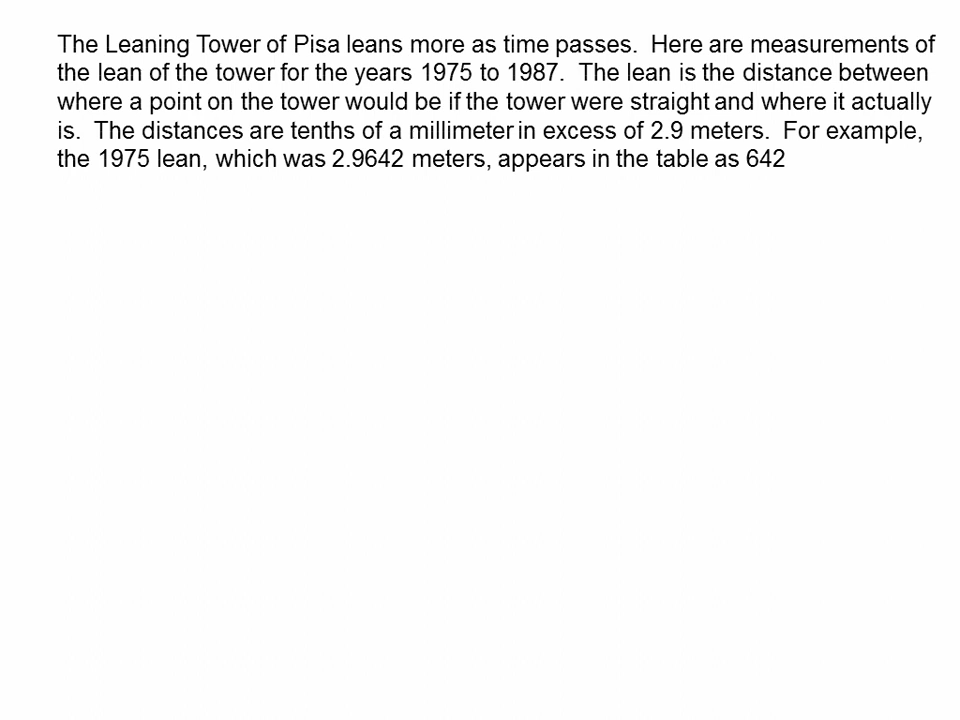 The Leaning Tower of Pisa leans more as time passes.  Here are measurements of
the lean of the tower for the years 1975 to 1987.  The lean is the distance between
where a point on the tower would be if the tower were straight and where it actually
is.  The distances are tenths of a millimeter in excess of 2.9 meters.  For example,
the 1975 lean, which was 2.9642 meters, appears in the table as 642